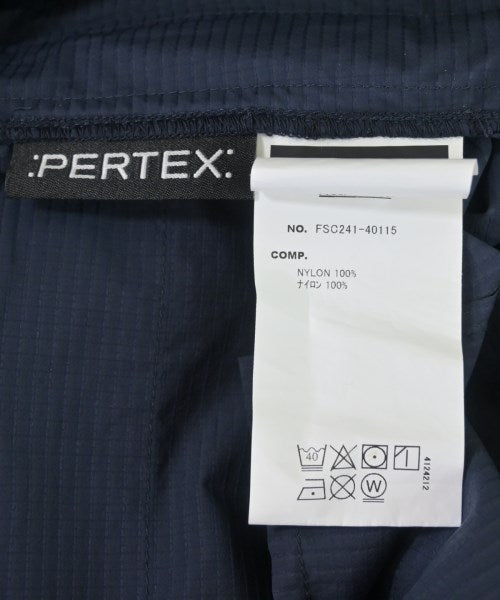 :PERTEX:
NO. FSC241-40115
COMP.
NYLON 100%
ナイロン 100%
40
W
4124212